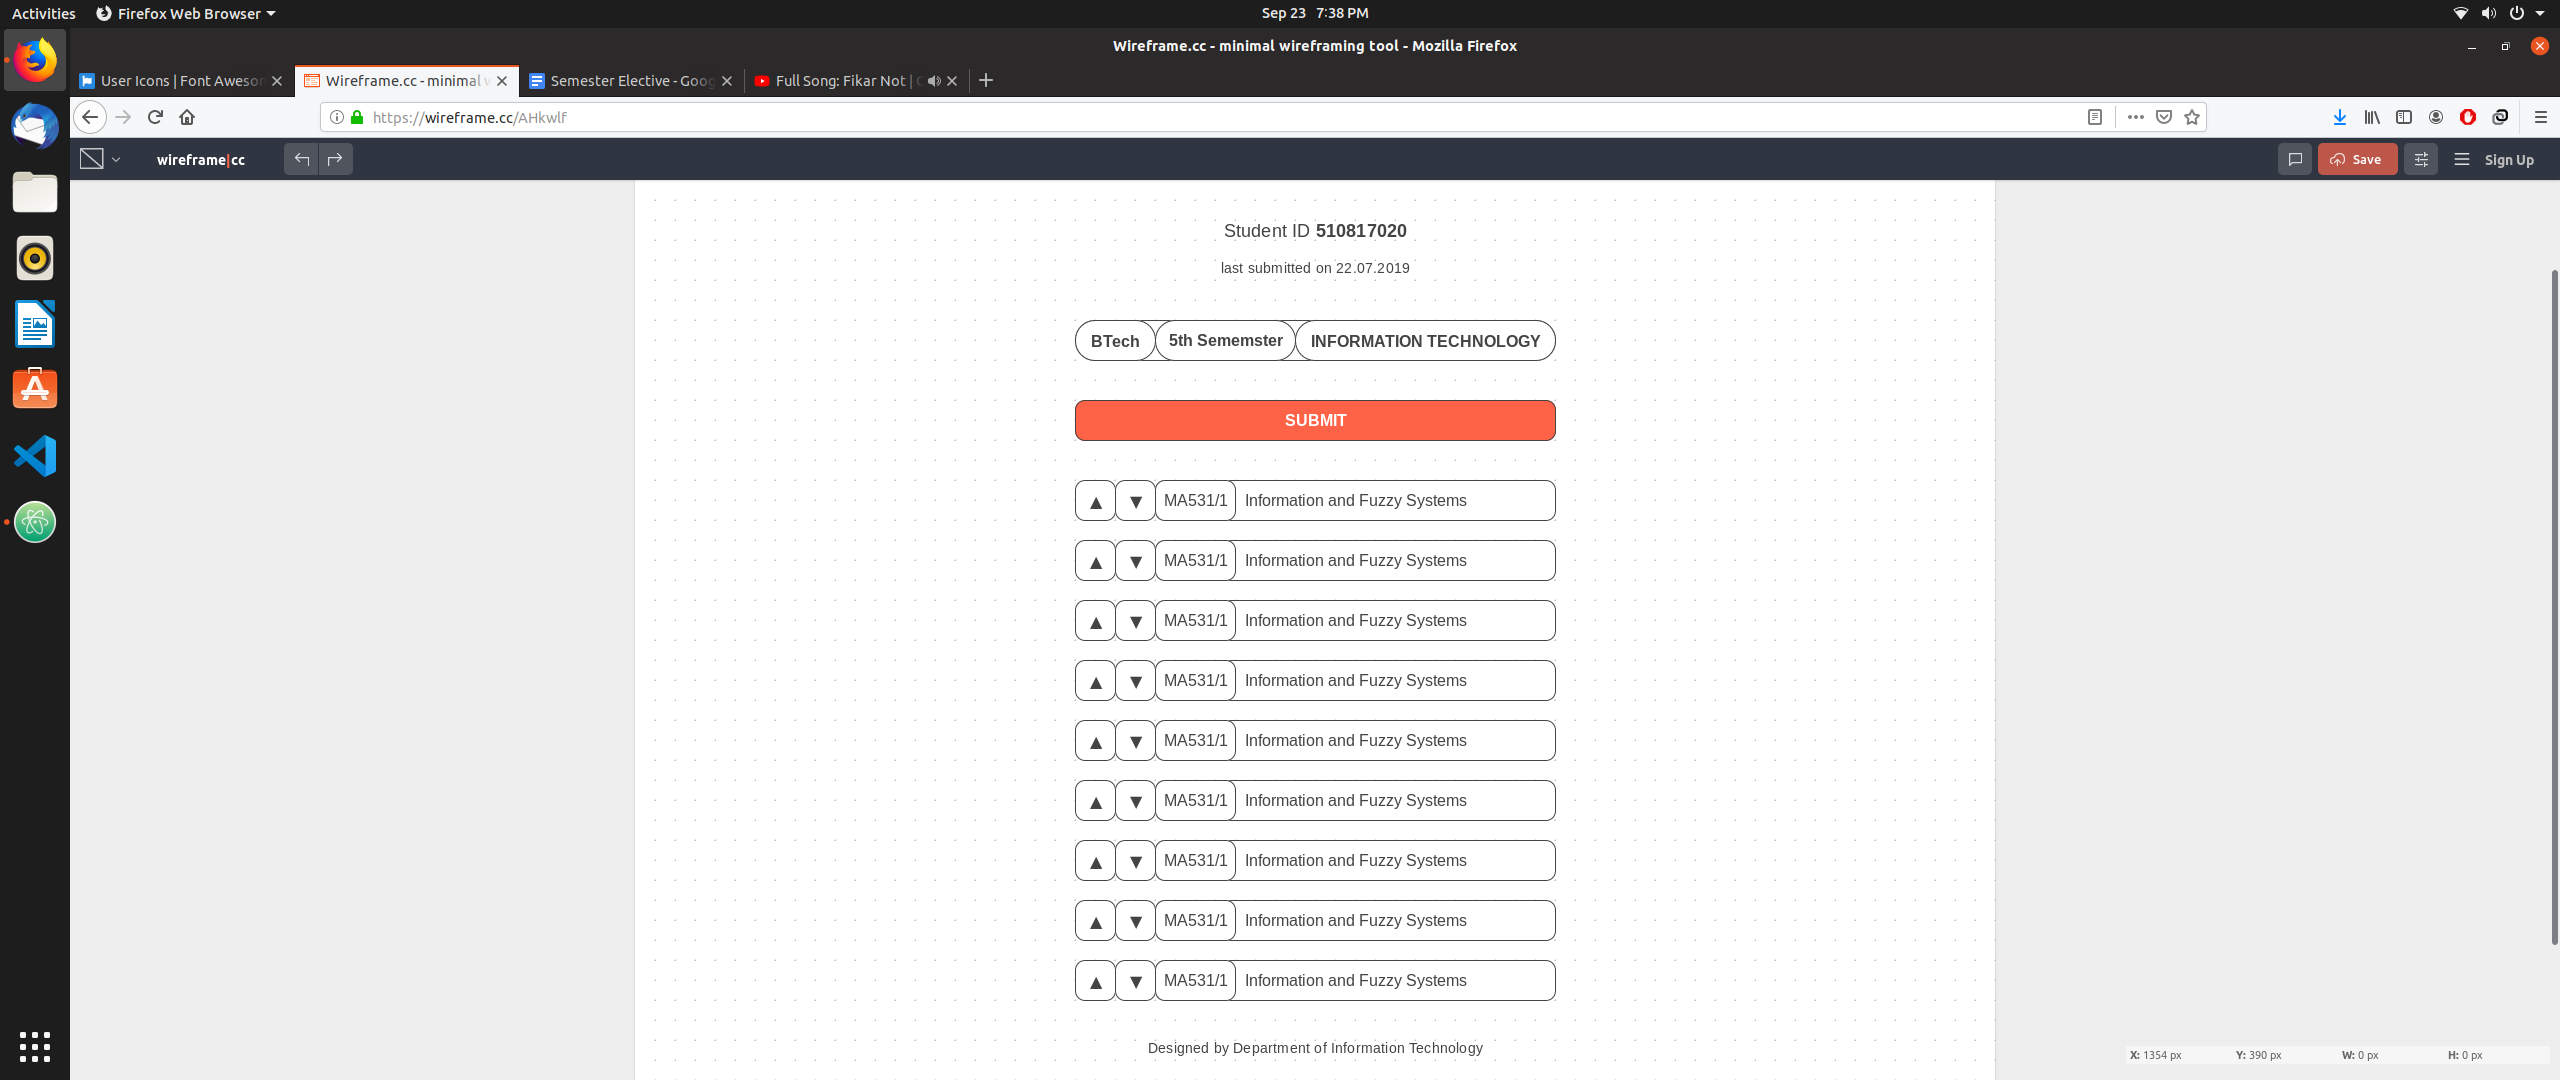 Activities Firefox Web Browser Sep 23 7:38 PM
Wireframe.cc - minimal wireframing tool - Mozilla Firefox
User Icons | Font Aweso Wireframe.cc - minimal Semester Elective - Goog Full Song: Fikar Not |
https://wireframe.cc/AHkwlf
wireframe|cc Save Sign Up
Student ID 510817020
last submitted on 22.07.2019
BTech 5th Sememster INFORMATION TECHNOLOGY
SUBMIT
▲ ▼ MA531/1 Information and Fuzzy Systems
▲ ▼ MA531/1 Information and Fuzzy Systems
▲ ▼ MA531/1 Information and Fuzzy Systems
▲ ▼ MA531/1 Information and Fuzzy Systems
▲ ▼ MA531/1 Information and Fuzzy Systems
▲ ▼ MA531/1 Information and Fuzzy Systems
▲ ▼ MA531/1 Information and Fuzzy Systems
▲ ▼ MA531/1 Information and Fuzzy Systems
▲ ▼ MA531/1 Information and Fuzzy Systems
Designed by Department of Information Technology
X: 1354 px Y: 390 px W: 0 px H: 0 px